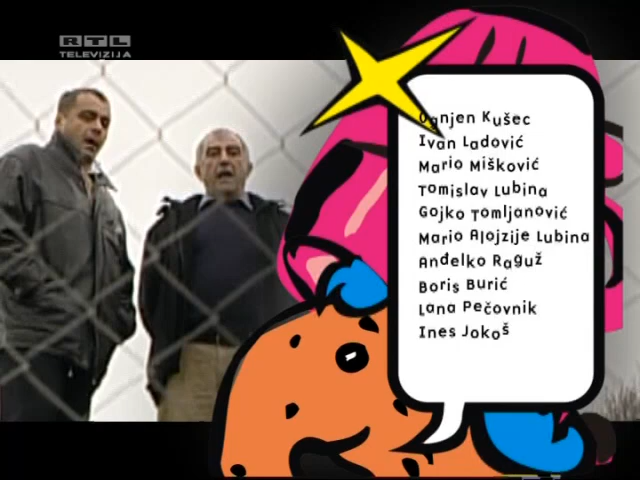 RTL
TELEVIZIJA
Danjen Kušec
Ivan Ladović
Mario Mišković
Tomislav Lubina
Gojko Tomljanović
Mario Alojzije Lubina
Anđelko Raguž
Boris Burić
Lana Pečovnik
Ines Jokoš